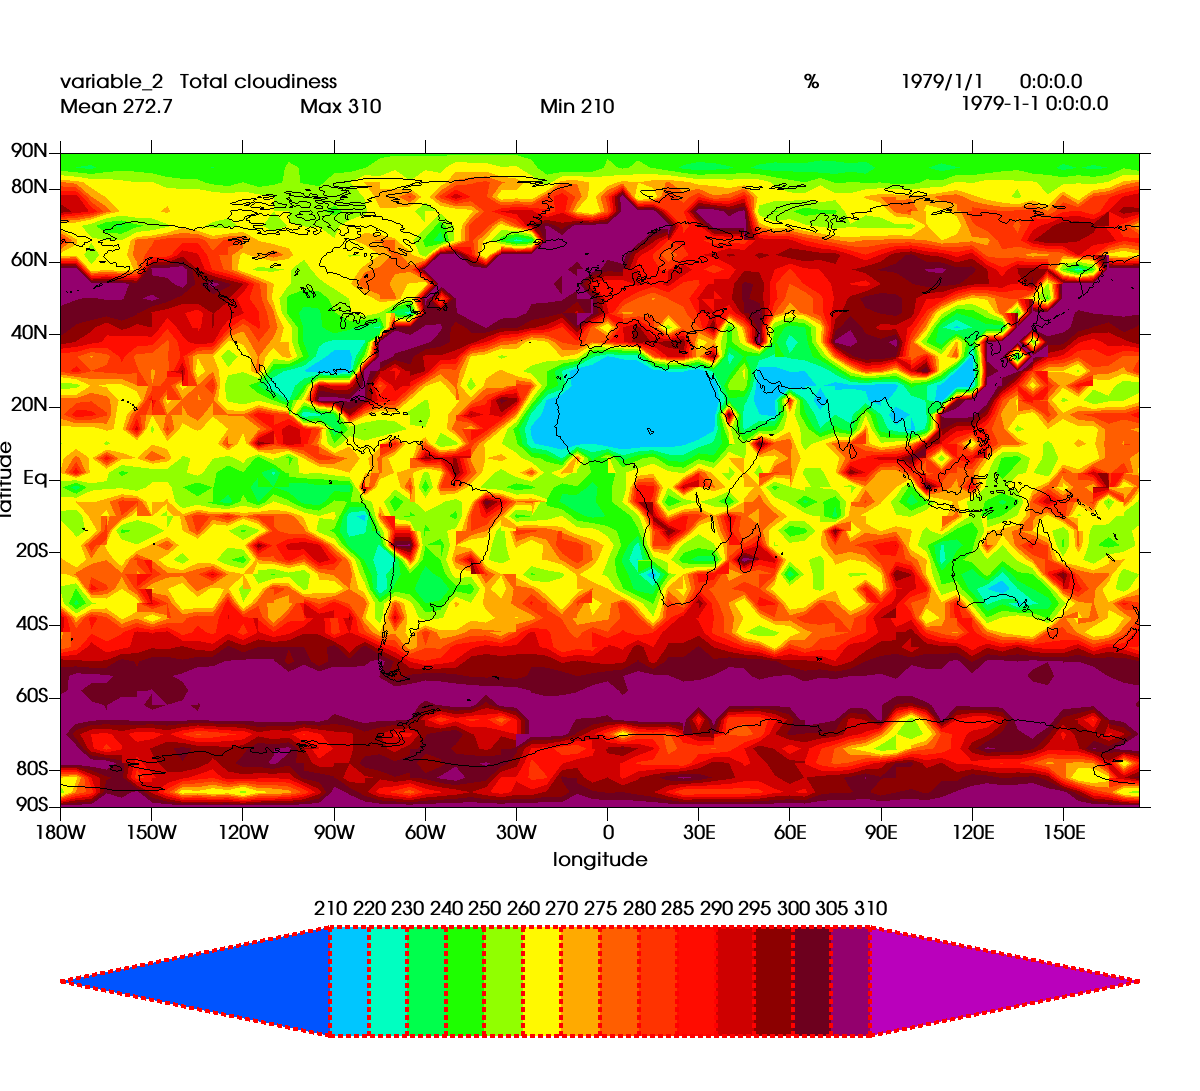 variable_2 Total cloudiness % 1979/1/1 0:0:0.0
Mean 272.7 Max 310 Min 210 1979-1-1 0:0:0.0
90N
80N
60N
40N
20N
Eq
20S
40S
60S
80S
90S
latitude
180W 150W 120W 90W 60W 30W 0 30E 60E 90E 120E 150E
longitude
210 220 230 240 250 260 270 275 280 285 290 295 300 305 310